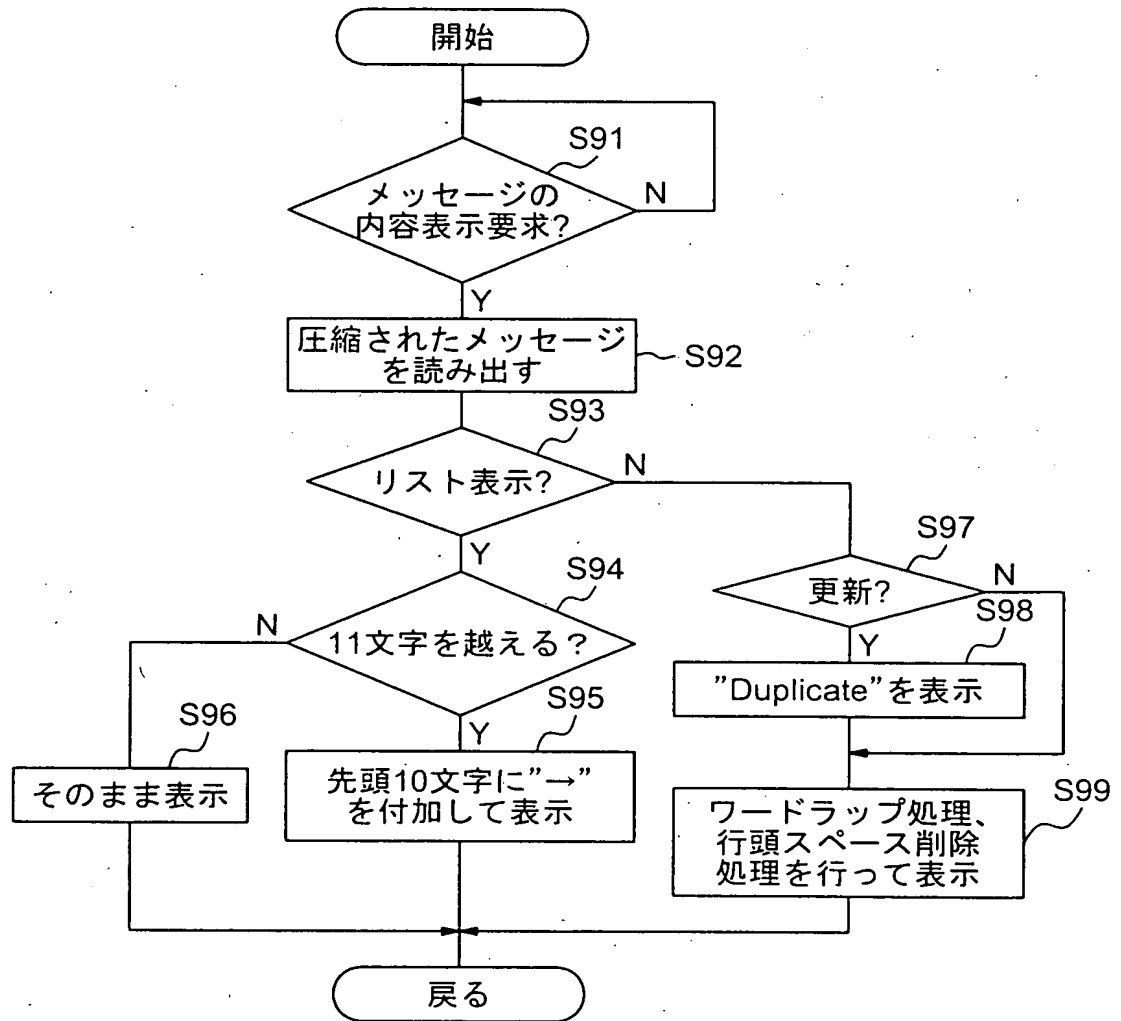 開始
S91
メッセージの
内容表示要求?
N
Y
圧縮されたメッセージ
を読み出す
S92
S93
リスト表示?
N
Y
S94
11文字を越える?
N
Y
S95
先頭10文字に”→”
を付加して表示
S96
そのまま表示
S97
更新?
N
Y
S98
”Duplicate”を表示
S99
ワードラップ処理、
行頭スペース削除
処理を行って表示
戻る